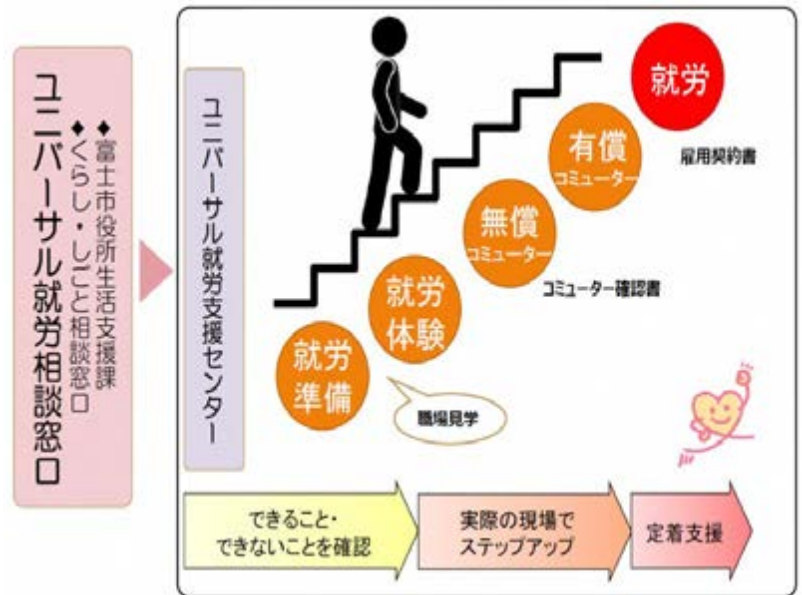 ◆富士市役所生活支援課
◆くらし・しごと相談窓口
ユニバーサル就労相談窓口
ユニバーサル就労支援センター
就労
準備
職場見学
就労
体験
無償
コミューター
コミューター確認書
有償
コミューター
就労
雇用契約書
できること・
できないことを確認
実際の現場で
ステップアップ
定着支援